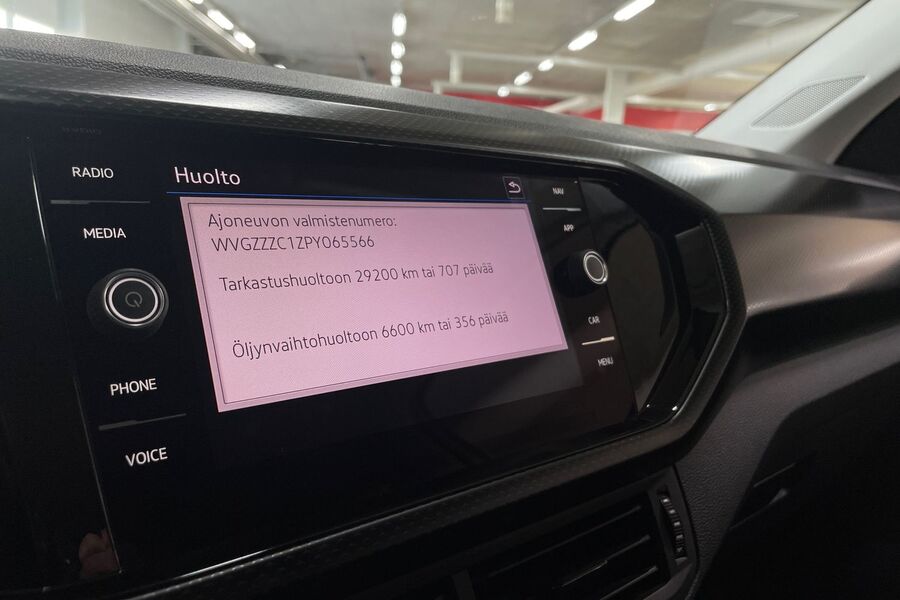 RADIO
MEDIA
PHONE
VOICE
Huolto
Ajoneuvon valmistenumero:
WVGZZZC1ZPY065566
Tarkastushuoltoon 29200 km tai 707 päivää
Öljynvaihtohuoltoon 6600 km tai 356 päivää
NAV
APP
CAR
MENU